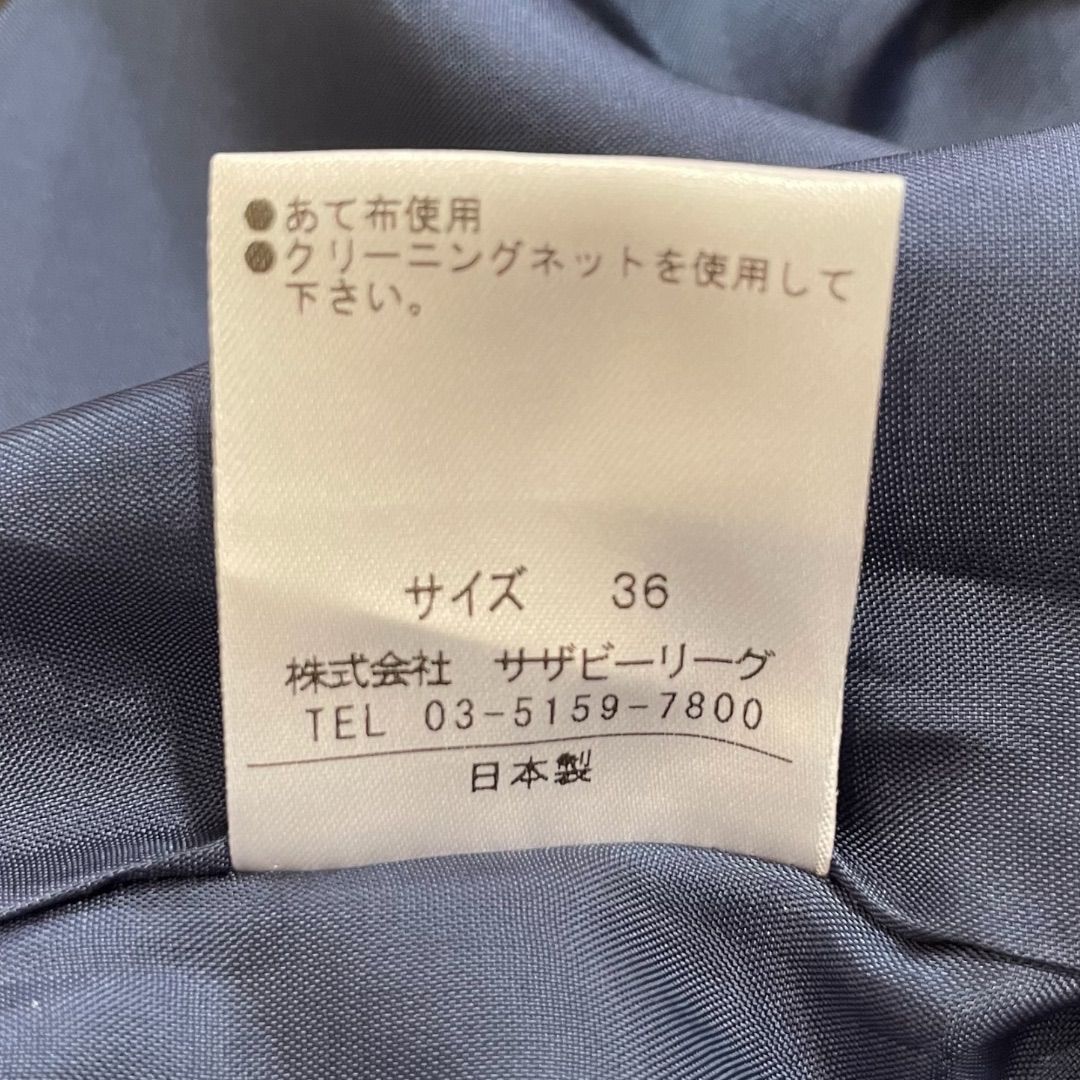 ●あて布使用
●クリーニングネットを使用して
下さい。
サイズ 36
株式会社 サザビーリーグ
TEL 03-5159-7800
日本製